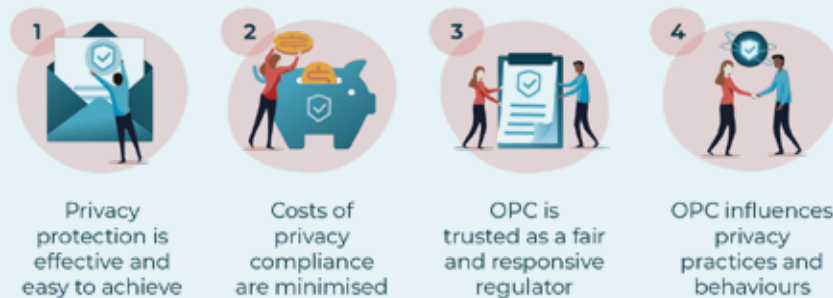 1
Privacy
protection is
effective and
easy to achieve
2
Costs of
privacy
compliance
are minimised
3
OPC is
trusted as a fair
and responsive
regulator
4
OPC influences
privacy
practices and
behaviours